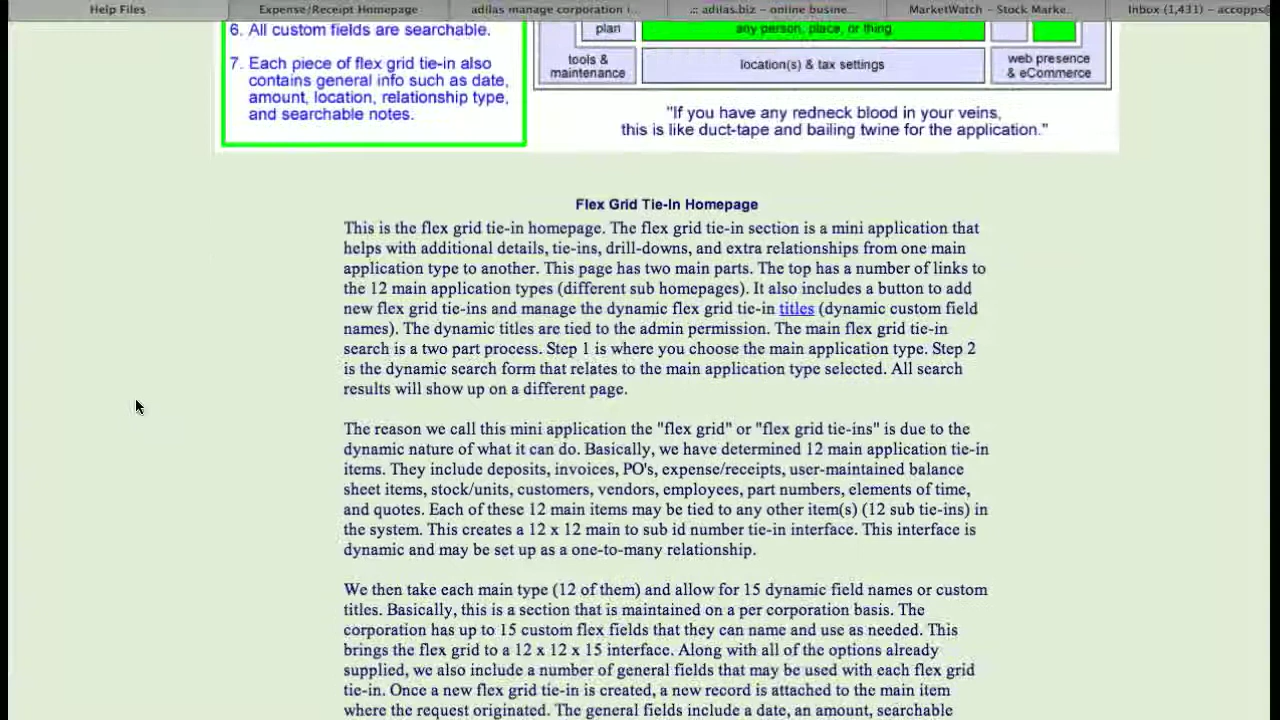 Help Files
Expense/Receipt Homepage
adilas manage corporation i...
.:: adilas.biz – online busine...
MarketWatch – Stock Marke...
Inbox (1,431) – accopps@
6. All custom fields are searchable.
7. Each piece of flex grid tie-in also
contains general info such as date,
amount, location, relationship type,
and searchable notes.
plan
any person, place, or thing
tools &
maintenance
location(s) & tax settings
web presence
& eCommerce
"If you have any redneck blood in your veins,
this is like duct-tape and bailing twine for the application."
Flex Grid Tie-In Homepage
This is the flex grid tie-in homepage. The flex grid tie-in section is a mini application that
helps with additional details, tie-ins, drill-downs, and extra relationships from one main
application type to another. This page has two main parts. The top has a number of links to
the 12 main application types (different sub homepages). It also includes a button to add
new flex grid tie-ins and manage the dynamic flex grid tie-in titles (dynamic custom field
names). The dynamic titles are tied to the admin permission. The main flex grid tie-in
search is a two part process. Step 1 is where you choose the main application type. Step 2
is the dynamic search form that relates to the main application type selected. All search
results will show up on a different page.
The reason we call this mini application the "flex grid" or "flex grid tie-ins" is due to the
dynamic nature of what it can do. Basically, we have determined 12 main application tie-in
items. They include deposits, invoices, PO's, expense/receipts, user-maintained balance
sheet items, stock/units, customers, vendors, employees, part numbers, elements of time,
and quotes. Each of these 12 main items may be tied to any other item(s) (12 sub tie-ins) in
the system. This creates a 12 x 12 main to sub id number tie-in interface. This interface is
dynamic and may be set up as a one-to-many relationship.
We then take each main type (12 of them) and allow for 15 dynamic field names or custom
titles. Basically, this is a section that is maintained on a per corporation basis. The
corporation has up to 15 custom flex fields that they can name and use as needed. This
brings the flex grid to a 12 x 12 x 15 interface. Along with all of the options already
supplied, we also include a number of general fields that may be used with each flex grid
tie-in. Once a new flex grid tie-in is created, a new record is attached to the main item
where the request originated. The general fields include a date, an amount, searchable